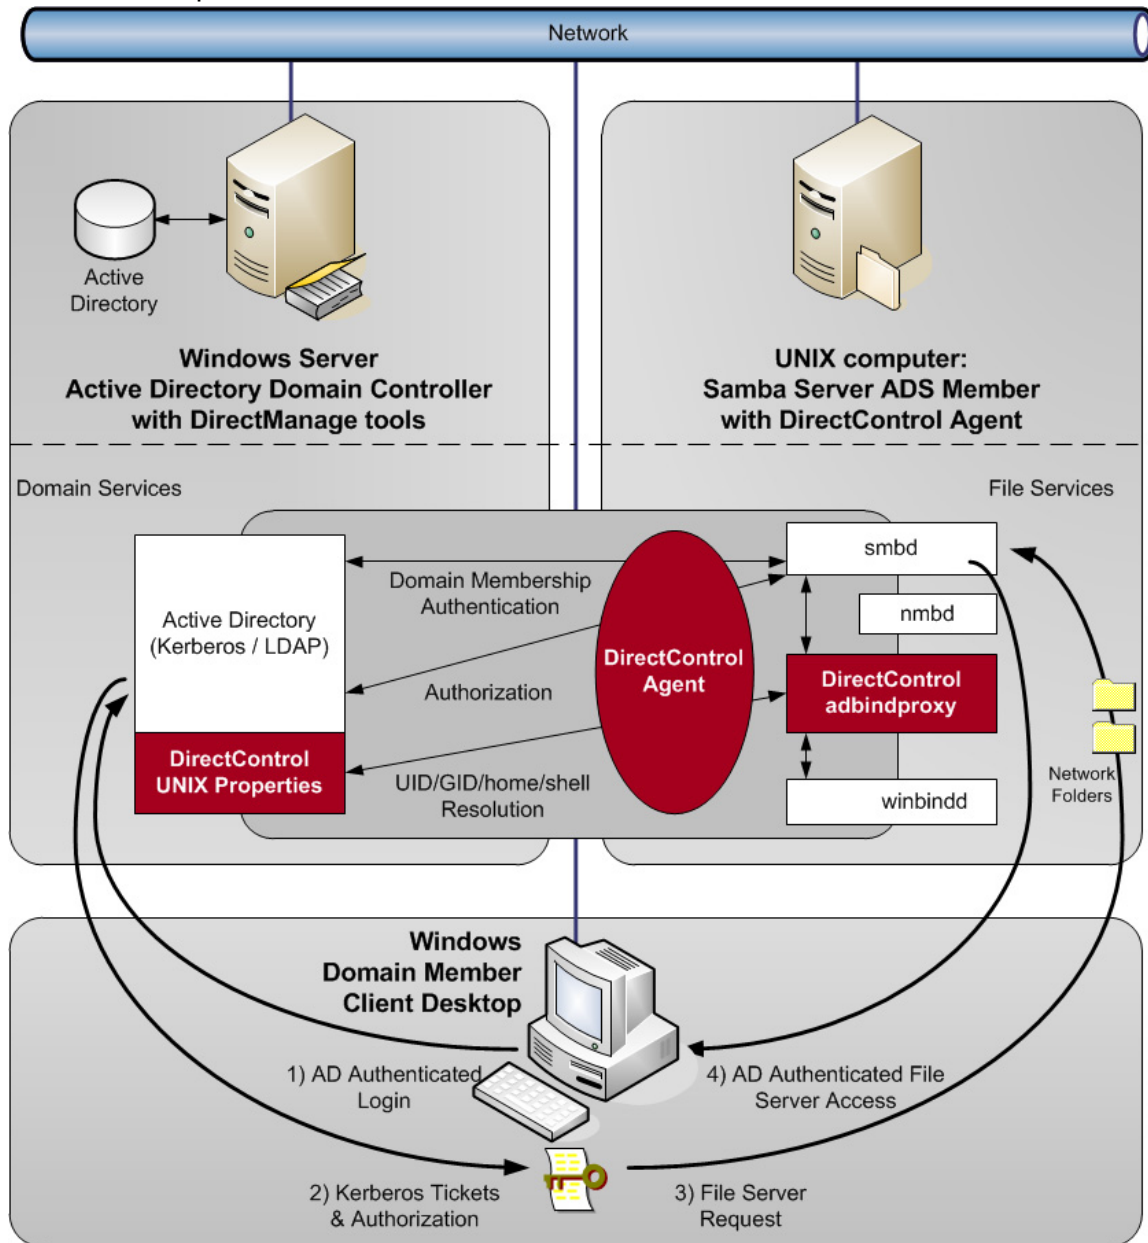 Network
Active
Directory
Windows Server
Active Directory Domain Controller
with DirectManage tools
UNIX computer:
Samba Server ADS Member
with DirectControl Agent
Domain Services
File Services
Active Directory
(Kerberos / LDAP)
DirectControl
UNIX Properties
Domain Membership
Authentication
Authorization
UID/GID/home/shell
Resolution
DirectControl
Agent
smbd
nmbd
DirectControl
adbindproxy
winbindd
Network
Folders
Windows
Domain Member
Client Desktop
1) AD Authenticated
Login
4) AD Authenticated File
Server Access
2) Kerberos Tickets
& Authorization
3) File Server
Request